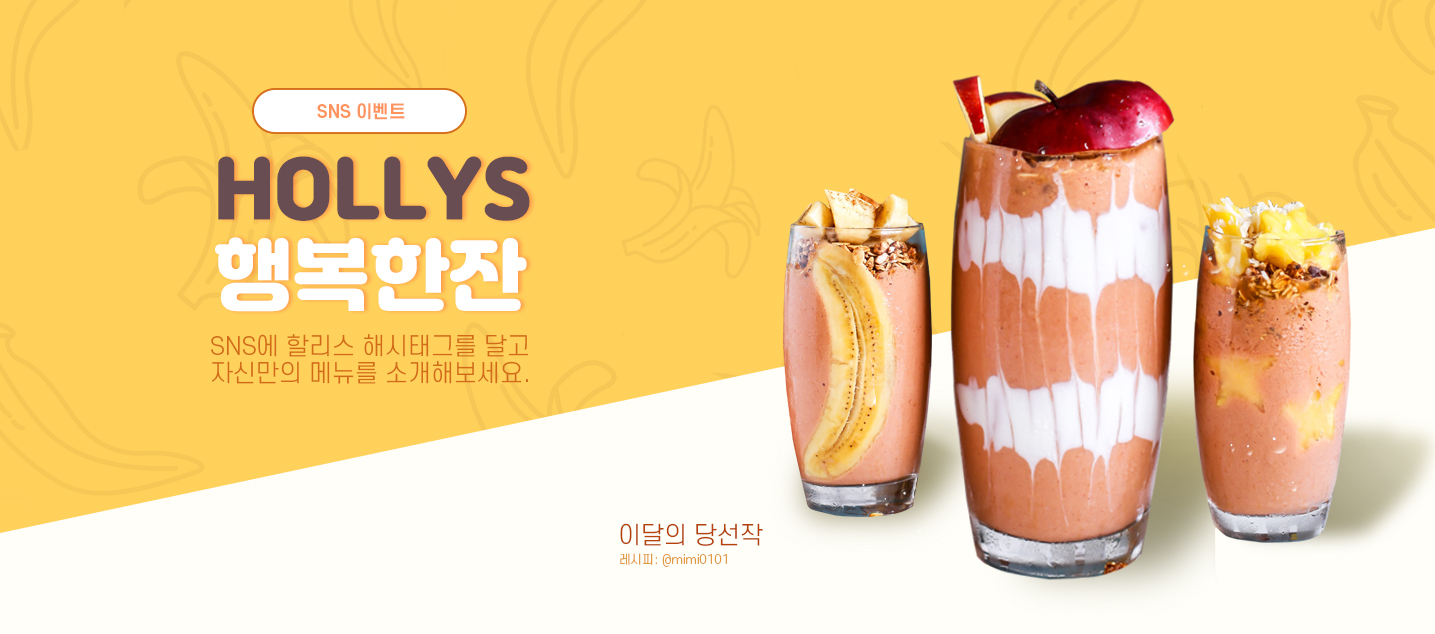 SNS 이벤트
HOLLYS
행복한잔
SNS에 할리스 해시태그를 달고
자신만의 메뉴를 소개해보세요.
이달의 당선작
레시피: @mimi0101